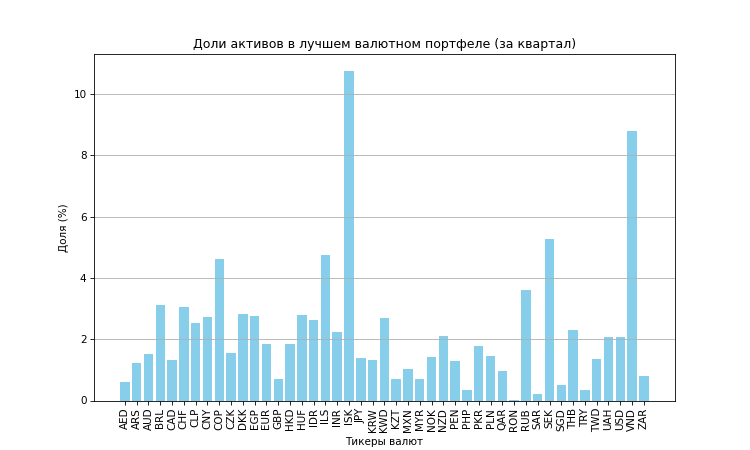 Доли активов в лучшем валютном портфеле (за квартал)
Доля (%)
10
8
6
4
2
0
AED ARS AUD BRL CAD CHF CLP CNY COP CZK DKK EGP EUR GBP HKD HUF IDR ILS INR ISK JPY KRW KWD KZT MXN MYR NOK NZD PEN PHP PKR PLN QAR RON RUB SAR SEK SGD THB TRY TWD UAH USD VND ZAR
Тикеры валют